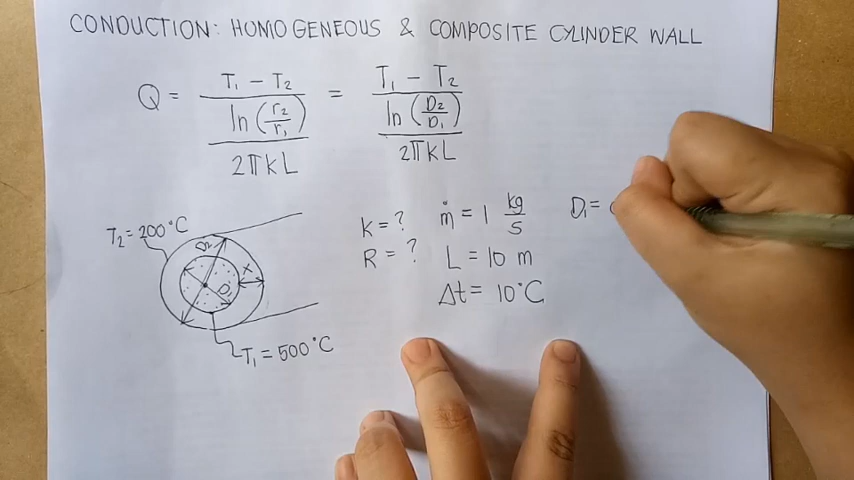 CONDUCTION: HOMOGENEOUS & COMPOSITE CYLINDER WALL
Q = T₁ - T₂ / (ln (r₂/r₁) / 2πkL) = T₁ - T₂ / (ln (D₂/D₁) / 2πkL)
T₂ = 200°C
D₂
X
D₁
T₁ = 500°C
K = ?
R = ?
ṁ = 1 kg/s
L = 10 m
Δt = 10°C
D₁ =